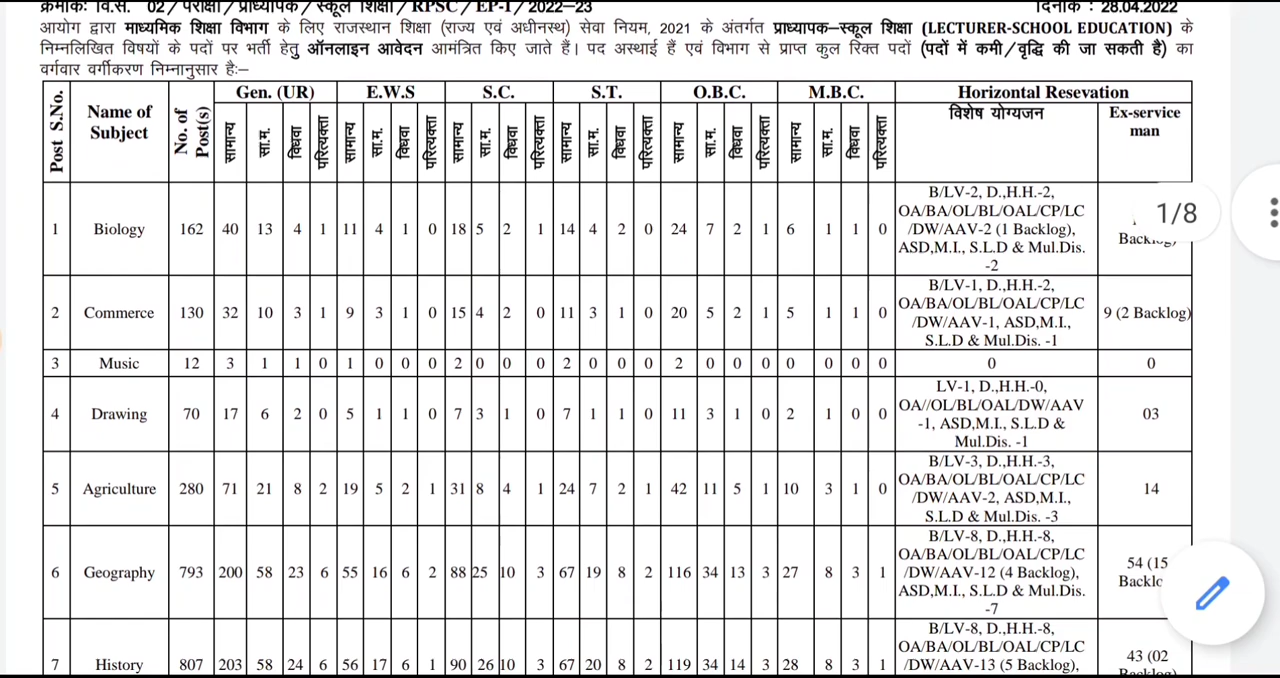 क्रमांकः वि.स. 02/परीक्षा/प्राध्यापक/स्कूल शिक्षा/RPSC/EP-I/2022-23 दिनांक : 28.04.2022
आयोग द्वारा माध्यमिक शिक्षा विभाग के लिए राजस्थान शिक्षा (राज्य एवं अधीनस्थ) सेवा नियम, 2021 के अंतर्गत प्राध्यापक–स्कूल शिक्षा (LECTURER-SCHOOL EDUCATION) के
निम्नलिखित विषयों के पदों पर भर्ती हेतु ऑनलाइन आवेदन आमंत्रित किए जाते हैं। पद अस्थाई हैं एवं विभाग से प्राप्त कुल रिक्त पदों (पदों में कमी/वृद्धि की जा सकती है) का
वर्गवार वर्गीकरण निम्नानुसार हैः–
Post S.No. Name of Subject No. of Post(s) Gen. (UR) E.W.S S.C. S.T. O.B.C. M.B.C. Horizontal Resevation
सामान्य सा.म. विधवा परित्यक्ता सामान्य सा.म. विधवा परित्यक्ता सामान्य सा.म. विधवा परित्यक्ता सामान्य सा.म. विधवा परित्यक्ता सामान्य सा.म. विधवा परित्यक्ता सामान्य सा.म. विधवा परित्यक्ता विशेष योग्यजन Ex-service man
1 Biology 162 40 13 4 1 11 4 1 0 18 5 2 1 14 4 2 0 24 7 2 1 6 1 1 0 B/LV-2, D.,H.H.-2,
OA/BA/OL/BL/OAL/CP/LC
/DW/AAV-2 (1 Backlog),
ASD,M.I., S.L.D & Mul.Dis.
-2
Backlog)
1/8
2 Commerce 130 32 10 3 1 9 3 1 0 15 4 2 0 11 3 1 0 20 5 2 1 5 1 1 0 B/LV-1, D.,H.H.-2,
OA/BA/OL/BL/OAL/CP/LC
/DW/AAV-1, ASD,M.I.,
S.L.D & Mul.Dis. -1
9 (2 Backlog)
3 Music 12 3 1 1 0 1 0 0 0 2 0 0 0 2 0 0 0 2 0 0 0 0 0 0 0 0 0
4 Drawing 70 17 6 2 0 5 1 1 0 7 3 1 0 7 1 1 0 11 3 1 0 2 1 0 0 LV-1, D.,H.H.-0,
OA//OL/BL/OAL/DW/AAV
-1, ASD,M.I., S.L.D &
Mul.Dis. -1
03
5 Agriculture 280 71 21 8 2 19 5 2 1 31 8 4 1 24 7 2 1 42 11 5 1 10 3 1 0 B/LV-3, D.,H.H.-3,
OA/BA/OL/BL/OAL/CP/LC
/DW/AAV-2, ASD,M.I.,
S.L.D & Mul.Dis. -3
14
6 Geography 793 200 58 23 6 55 16 6 2 88 25 10 3 67 19 8 2 116 34 13 3 27 8 3 1 B/LV-8, D.,H.H.-8,
OA/BA/OL/BL/OAL/CP/LC
/DW/AAV-12 (4 Backlog),
ASD,M.I., S.L.D & Mul.Dis.
-7
54 (15
7 History 807 203 58 24 6 56 17 6 1 90 26 10 3 67 20 8 2 119 34 14 3 28 8 3 1 B/LV-8, D.,H.H.-8,
OA/BA/OL/BL/OAL/CP/LC
/DW/AAV-13 (5 Backlog),
43 (02
Backlog)